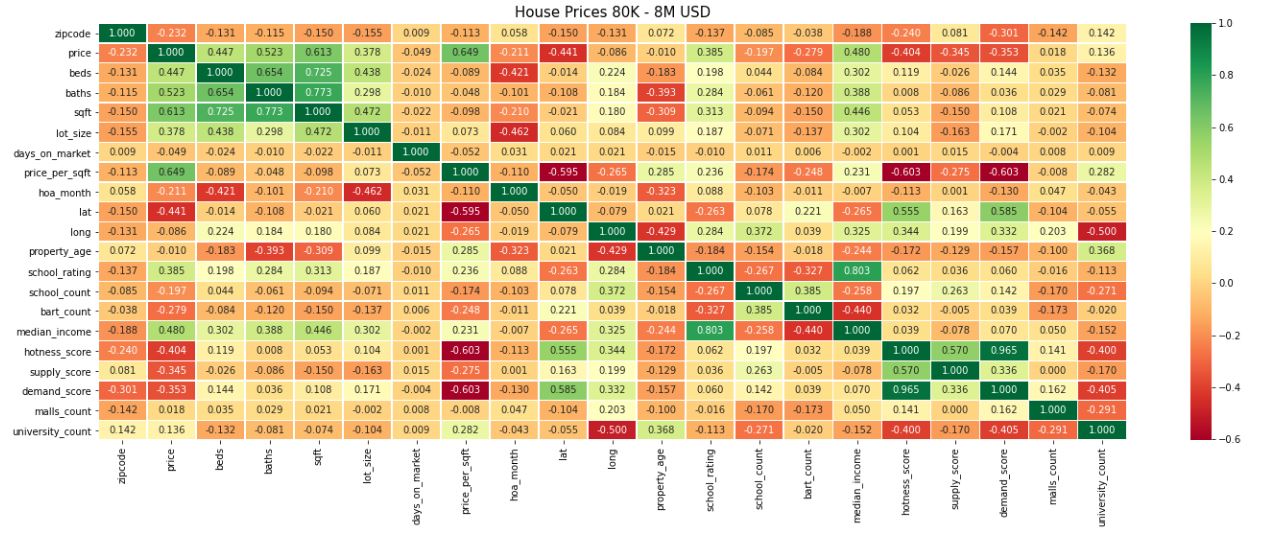 House Prices 80K - 8M USD
zipcode 1.000 -0.232 -0.131 -0.115 -0.150 -0.155 0.009 -0.113 0.058 -0.150 -0.131 0.072 -0.137 -0.085 -0.038 -0.188 -0.240 0.081 -0.301 -0.142 0.142
price -0.232 1.000 0.447 0.523 0.613 0.378 -0.049 0.649 -0.211 -0.441 -0.086 -0.010 0.385 -0.197 -0.279 0.480 -0.404 -0.345 -0.353 0.018 0.136
beds -0.131 0.447 1.000 0.654 0.725 0.438 -0.024 -0.089 -0.421 -0.014 0.224 -0.183 0.198 0.044 -0.084 0.302 0.119 -0.026 0.144 0.035 -0.132
baths -0.115 0.523 0.654 1.000 0.773 0.298 -0.010 -0.048 -0.101 -0.108 0.184 -0.393 0.284 -0.061 -0.120 0.388 0.008 -0.086 0.036 0.029 -0.081
sqft -0.150 0.613 0.725 0.773 1.000 0.472 -0.022 -0.098 -0.210 -0.021 0.180 -0.309 0.313 -0.094 -0.150 0.446 0.053 -0.150 0.108 0.021 -0.074
lot_size -0.155 0.378 0.438 0.298 0.472 1.000 -0.011 0.073 -0.462 0.060 0.084 0.099 0.187 -0.071 -0.137 0.302 0.104 -0.163 0.171 -0.002 -0.104
days_on_market 0.009 -0.049 -0.024 -0.010 -0.022 -0.011 1.000 -0.052 0.031 0.021 0.021 -0.015 -0.010 0.011 0.006 -0.002 0.001 0.015 -0.004 0.008 0.009
price_per_sqft -0.113 0.649 -0.089 -0.048 -0.098 0.073 -0.052 1.000 -0.110 -0.595 -0.265 0.285 0.236 -0.174 -0.248 0.231 -0.603 -0.275 -0.603 -0.008 0.282
hoa_month 0.058 -0.211 -0.421 -0.101 -0.210 -0.462 0.031 -0.110 1.000 -0.050 -0.019 -0.323 0.088 -0.103 -0.011 -0.007 -0.113 0.001 -0.130 0.047 -0.043
lat -0.150 -0.441 -0.014 -0.108 -0.021 0.060 0.021 -0.595 -0.050 1.000 -0.079 0.021 -0.263 0.078 0.221 -0.265 0.555 0.163 0.585 -0.104 -0.055
long -0.131 -0.086 0.224 0.184 0.180 0.084 0.021 -0.265 -0.019 -0.079 1.000 -0.429 0.284 0.372 0.039 0.325 0.344 0.199 0.332 0.203 -0.500
property_age 0.072 -0.010 -0.183 -0.393 -0.309 0.099 -0.015 0.285 -0.323 0.021 -0.429 1.000 -0.184 -0.154 -0.018 -0.244 -0.172 -0.129 -0.157 -0.100 0.368
school_rating -0.137 0.385 0.198 0.284 0.313 0.187 -0.010 0.236 0.088 -0.263 0.284 -0.184 1.000 -0.267 -0.327 0.803 0.062 0.036 0.060 -0.016 -0.113
school_count -0.085 -0.197 0.044 -0.061 -0.094 -0.071 0.011 -0.174 -0.103 0.078 0.372 -0.154 -0.267 1.000 0.385 -0.258 0.197 0.263 0.142 -0.170 -0.271
bart_count -0.038 -0.279 -0.084 -0.120 -0.150 -0.137 0.006 -0.248 -0.011 0.221 0.039 -0.018 -0.327 0.385 1.000 -0.440 0.032 -0.005 0.039 -0.173 -0.020
median_income -0.188 0.480 0.302 0.388 0.446 0.302 -0.002 0.231 -0.007 -0.265 0.325 -0.244 0.803 -0.258 -0.440 1.000 0.039 -0.078 0.070 0.050 -0.152
hotness_score -0.240 -0.404 0.119 0.008 0.053 0.104 0.001 -0.603 -0.113 0.555 0.344 -0.172 0.062 0.197 0.032 0.039 1.000 0.570 0.965 0.141 -0.400
supply_score 0.081 -0.345 -0.026 -0.086 -0.150 -0.163 0.015 -0.275 0.001 0.163 0.199 -0.129 0.036 0.263 -0.005 -0.078 0.570 1.000 0.336 0.000 -0.170
demand_score -0.301 -0.353 0.144 0.036 0.108 0.171 -0.004 -0.603 -0.130 0.585 0.332 -0.157 0.060 0.142 0.039 0.070 0.965 0.336 1.000 0.162 -0.405
malls_count -0.142 0.018 0.035 0.029 0.021 -0.002 0.008 -0.008 0.047 -0.104 0.203 -0.100 -0.016 -0.170 -0.173 0.050 0.141 0.000 0.162 1.000 -0.291
university_count 0.142 0.136 -0.132 -0.081 -0.074 -0.104 0.009 0.282 -0.043 -0.055 -0.500 0.368 -0.113 -0.271 -0.020 -0.152 -0.400 -0.170 -0.405 -0.291 1.000
zipcode price beds baths sqft lot_size days_on_market price_per_sqft hoa_month lat long property_age school_rating school_count bart_count median_income hotness_score supply_score demand_score malls_count university_count
1.0
0.8
0.6
0.4
0.2
0.0
−0.2
−0.4
−0.6